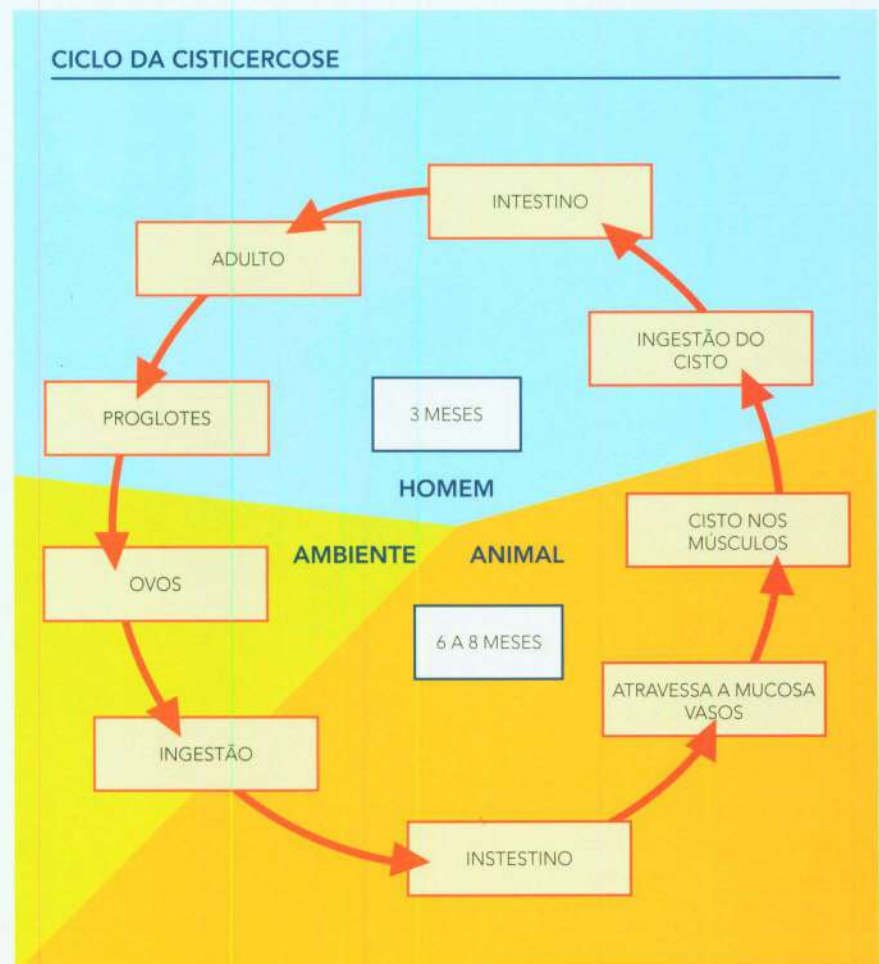 CICLO DA CISTICERCOSE
INTESTINO
ADULTO
INGESTÃO DO
CISTO
PROGLOTES
3 MESES
HOMEM
CISTO NOS
MÚSCULOS
AMBIENTE
ANIMAL
OVOS
6 A 8 MESES
ATRAVESSA A MUCOSA
VASOS
INGESTÃO
INSTESTINO